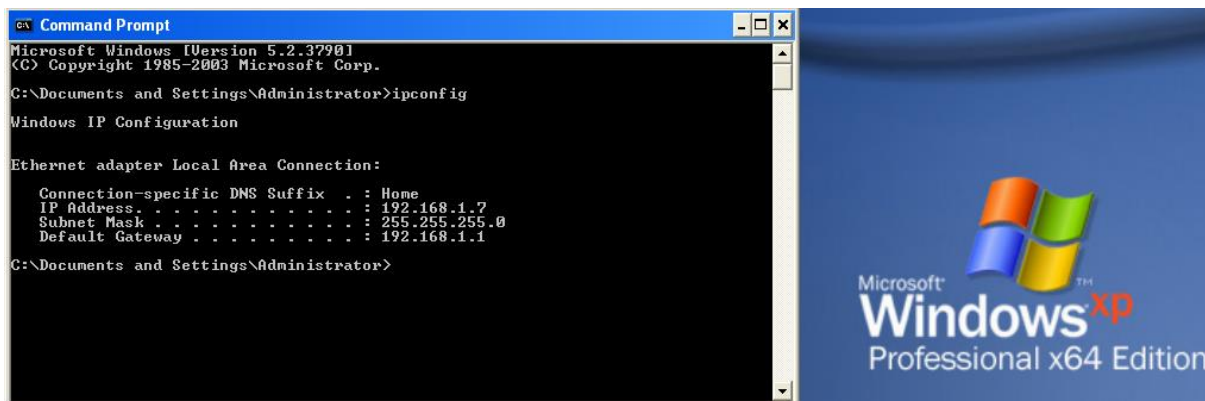 Command Prompt
Microsoft Windows [Version 5.2.3790]
(C) Copyright 1985-2003 Microsoft Corp.
C:\Documents and Settings\Administrator>ipconfig
Windows IP Configuration
Ethernet adapter Local Area Connection:
Connection-specific DNS Suffix . : Home
IP Address. . . . . . . . . . . . : 192.168.1.7
Subnet Mask . . . . . . . . . . . : 255.255.255.0
Default Gateway . . . . . . . . . : 192.168.1.1
C:\Documents and Settings\Administrator>
Microsoft
Windows xp TM
Professional x64 Edition